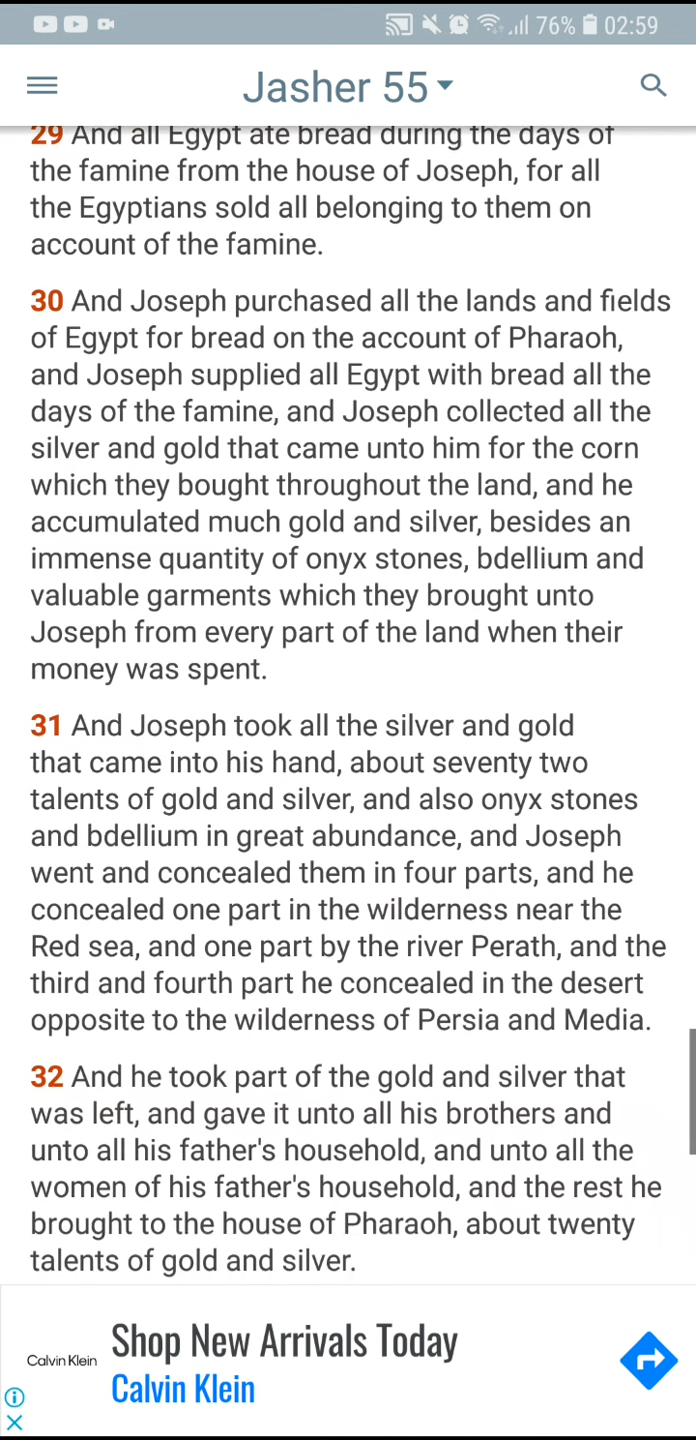 76% 02:59
Jasher 55
29 And all Egypt ate bread during the days of
the famine from the house of Joseph, for all
the Egyptians sold all belonging to them on
account of the famine.
30 And Joseph purchased all the lands and fields
of Egypt for bread on the account of Pharaoh,
and Joseph supplied all Egypt with bread all the
days of the famine, and Joseph collected all the
silver and gold that came unto him for the corn
which they bought throughout the land, and he
accumulated much gold and silver, besides an
immense quantity of onyx stones, bdellium and
valuable garments which they brought unto
Joseph from every part of the land when their
money was spent.
31 And Joseph took all the silver and gold
that came into his hand, about seventy two
talents of gold and silver, and also onyx stones
and bdellium in great abundance, and Joseph
went and concealed them in four parts, and he
concealed one part in the wilderness near the
Red sea, and one part by the river Perath, and the
third and fourth part he concealed in the desert
opposite to the wilderness of Persia and Media.
32 And he took part of the gold and silver that
was left, and gave it unto all his brothers and
unto all his father's household, and unto all the
women of his father's household, and the rest he
brought to the house of Pharaoh, about twenty
talents of gold and silver.
Calvin Klein
Shop New Arrivals Today
Calvin Klein